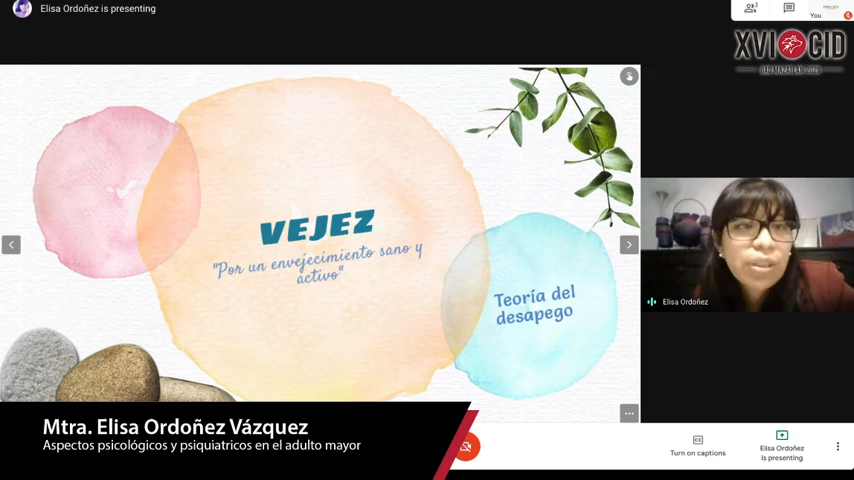 Elisa Ordoñez is presenting
3
You
XVI CID
VEJEZ
"Por un envejecimiento sano y
activo"
Teoría del
desapego
Elisa Ordoñez
Mtra. Elisa Ordoñez Vázquez
Aspectos psicológicos y psiquiatricos en el adulto mayor
Turn on captions
Elisa Ordoñez
is presenting